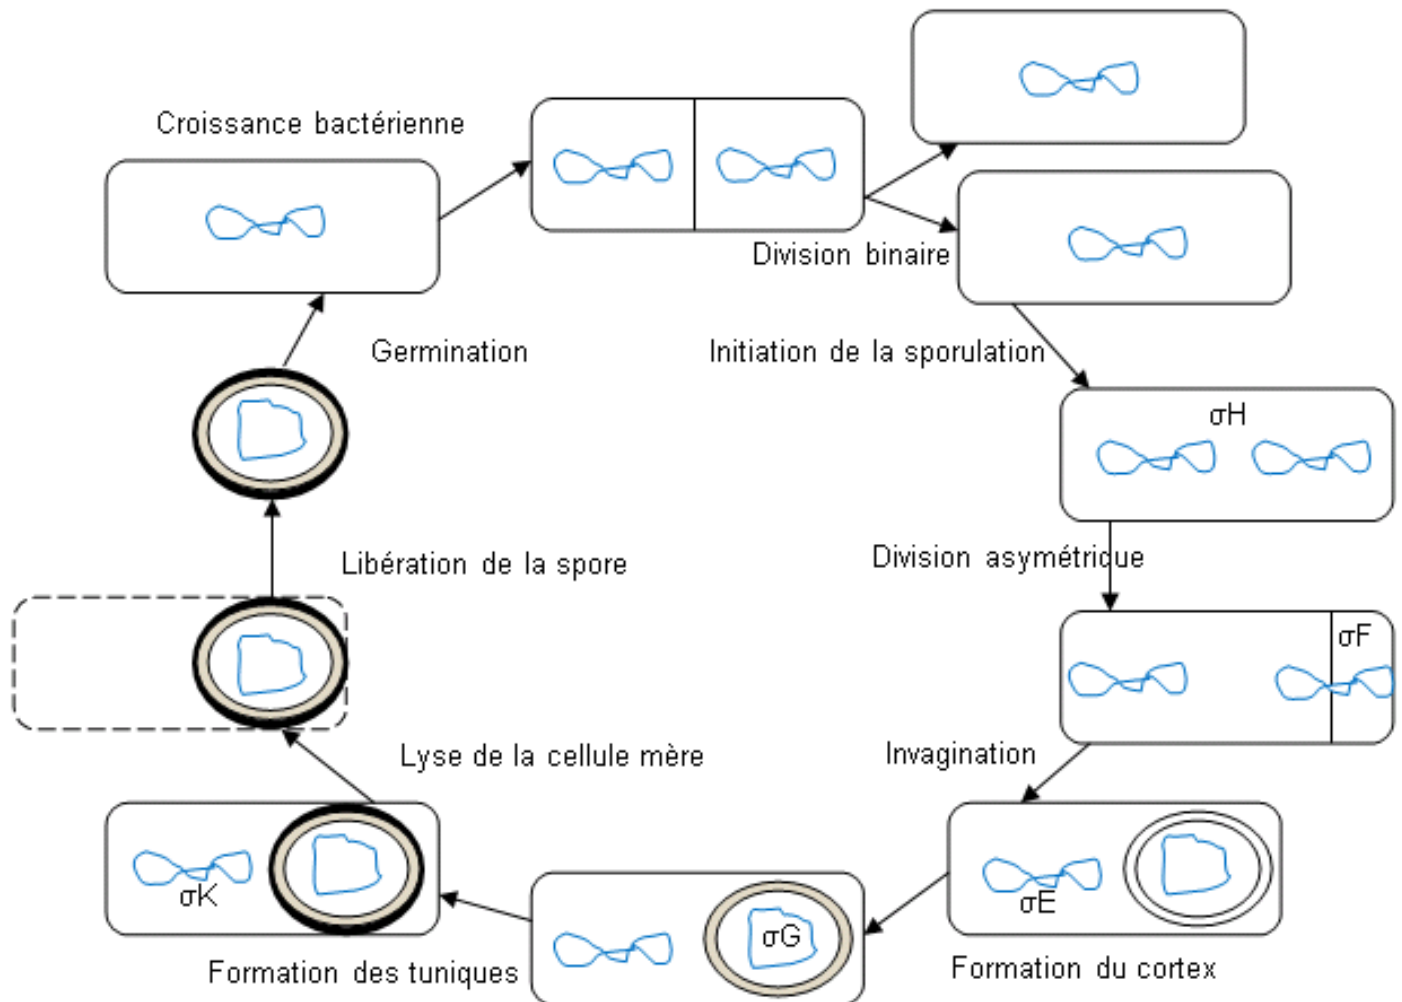 Croissance bactérienne
Division binaire
Germination
Initiation de la sporulation
σH
Division asymétrique
Libération de la spore
σF
Invagination
Lyse de la cellule mère
σK
σE
σG
Formation des tuniques
Formation du cortex